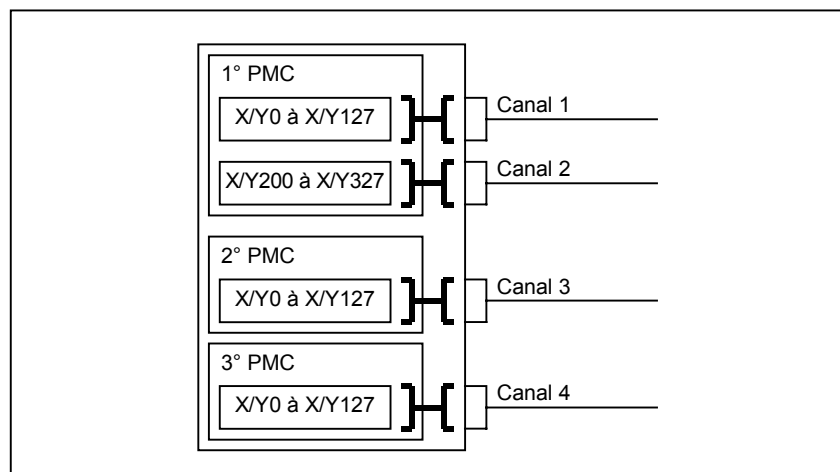 1° PMC
X/Y0 à X/Y127
Canal 1
X/Y200 à X/Y327
Canal 2
2° PMC
X/Y0 à X/Y127
Canal 3
3° PMC
X/Y0 à X/Y127
Canal 4